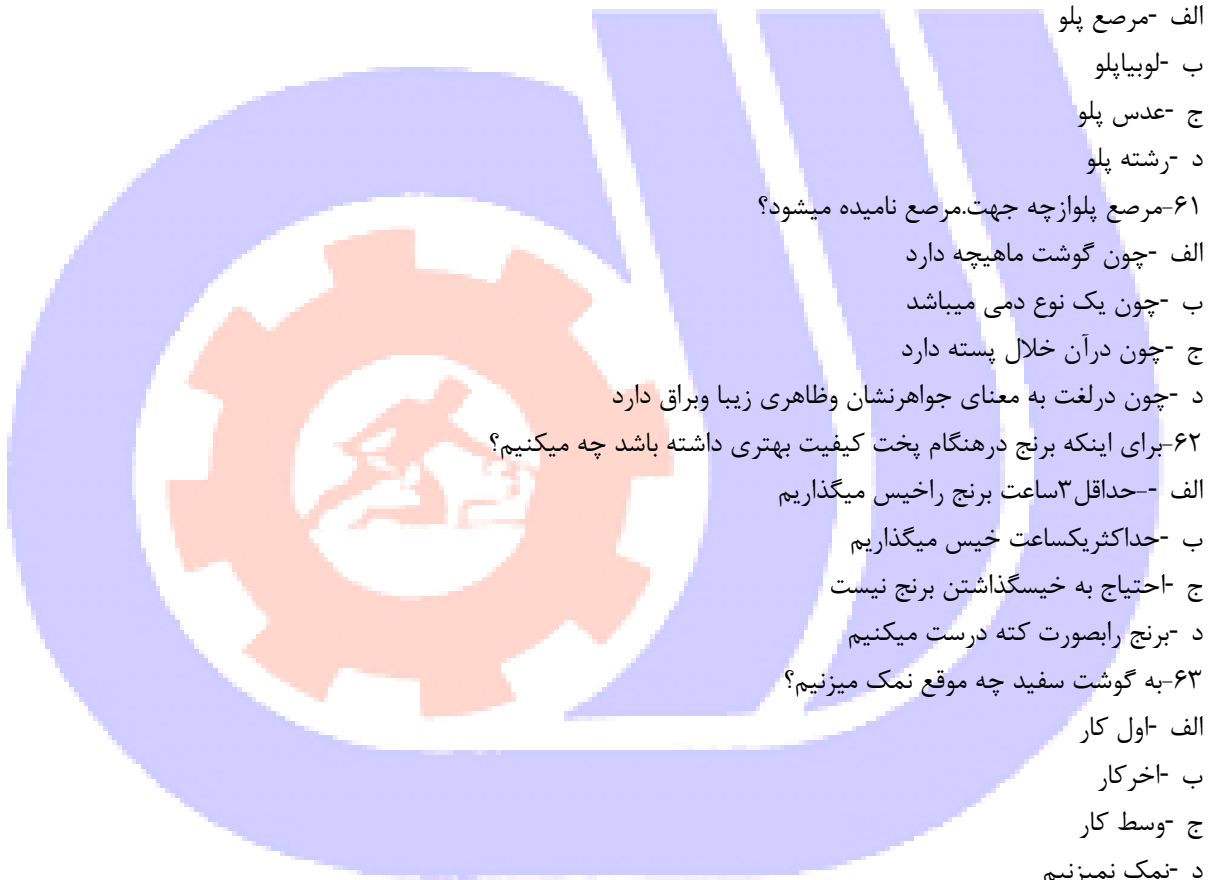 الف -مرصع پلو
ب -لوبیاپلو
ج -عدس پلو
د -رشته پلو
۶۱-مرصع پلوازچه جهت.مرصع نامیده میشود؟
الف -چون گوشت ماهیچه دارد
ب -چون یک نوع دمی میباشد
ج -چون درآن خلال پسته دارد
د -چون درلغت به معنای جواهرنشان وظاهری زیبا وبراق دارد
۶۲-برای اینکه برنج درهنگام پخت کیفیت بهتری داشته باشد چه میکنیم؟
الف --حداقل۳ساعت برنج راخیس میگذاریم
ب -حداکثریکساعت خیس میگذاریم
ج -احتیاج به خیسگذاشتن برنج نیست
د -برنج رابصورت کته درست میکنیم
۶۳-به گوشت سفید چه موقع نمک میزنیم؟
الف -اول کار
ب -اخرکار
ج -وسط کار
د -نمک نمیزنیم